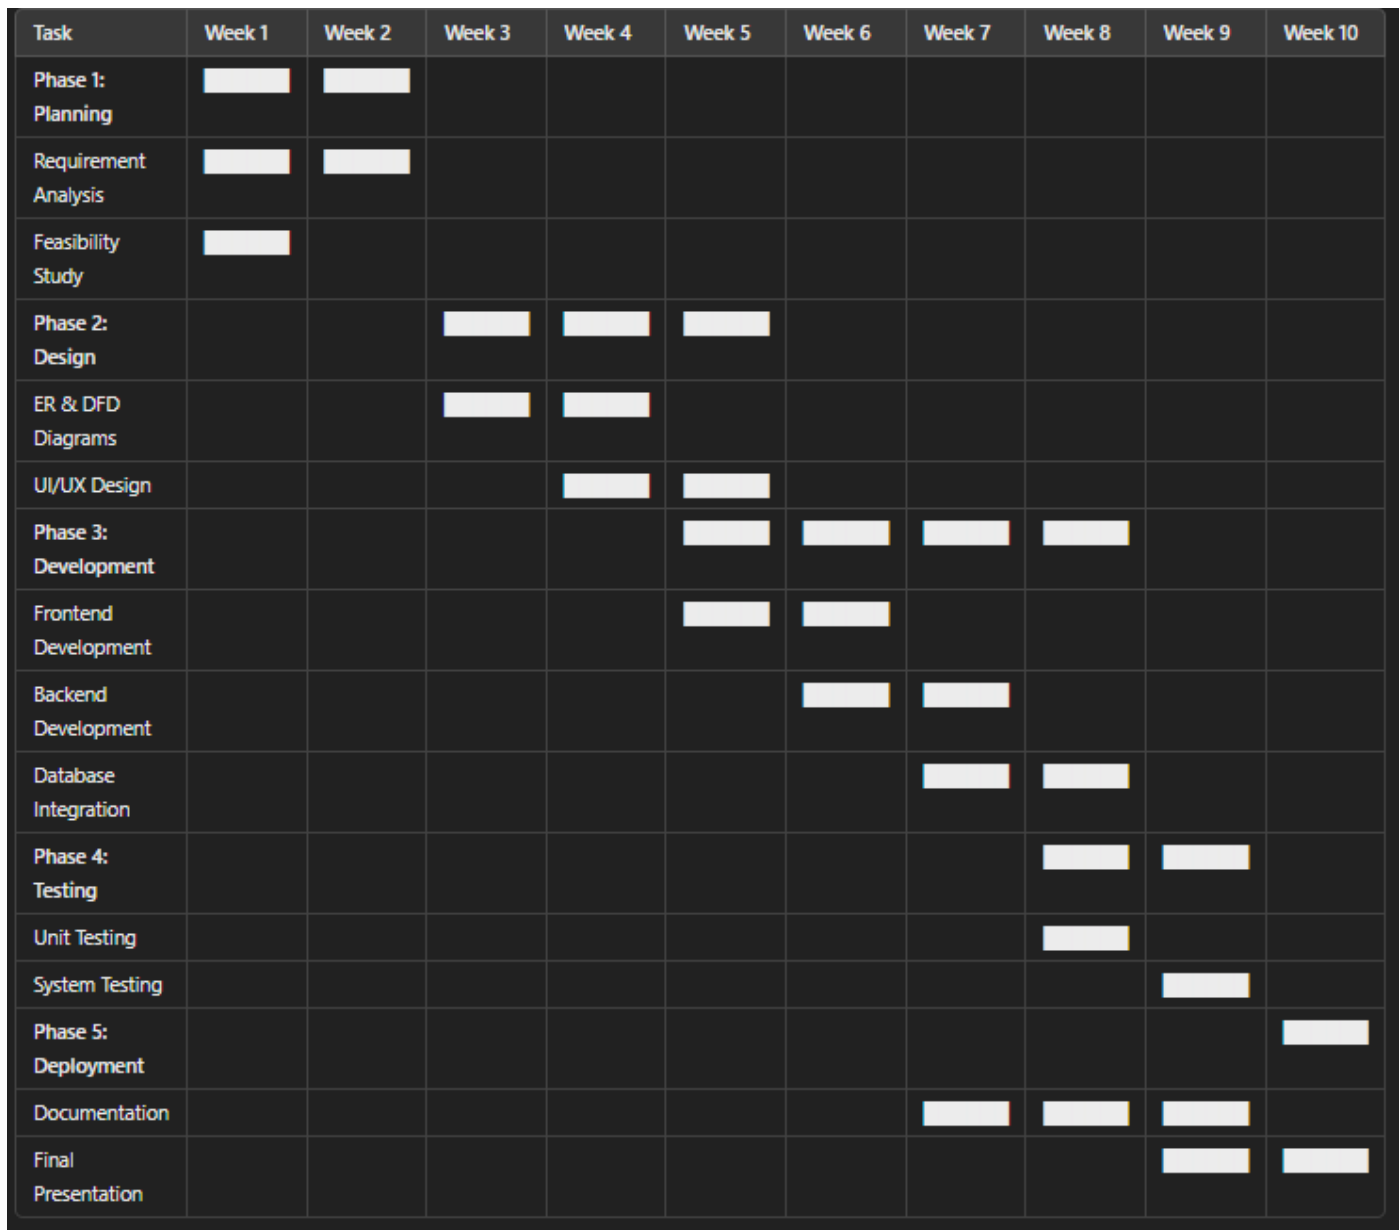 Task Week 1 Week 2 Week 3 Week 4 Week 5 Week 6 Week 7 Week 8 Week 9 Week 10
Phase 1:
Planning
Requirement
Analysis
Feasibility
Study
Phase 2:
Design
ER & DFD
Diagrams
UI/UX Design
Phase 3:
Development
Frontend
Development
Backend
Development
Database
Integration
Phase 4:
Testing
Unit Testing
System Testing
Phase 5:
Deployment
Documentation
Final
Presentation